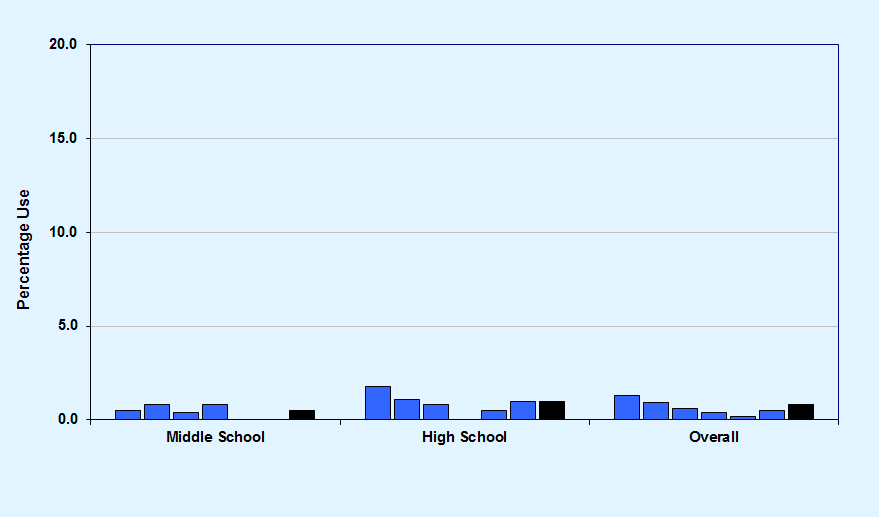 20.0
15.0
10.0
5.0
0.0
Percentage Use
Middle School
High School
Overall